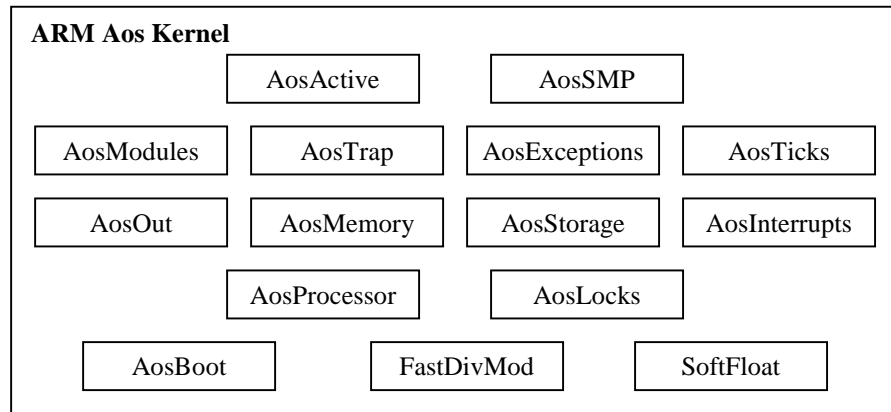 ARM Aos Kernel
AosActive AosSMP
AosModules AosTrap AosExceptions AosTicks
AosOut AosMemory AosStorage AosInterrupts
AosProcessor AosLocks
AosBoot FastDivMod SoftFloat